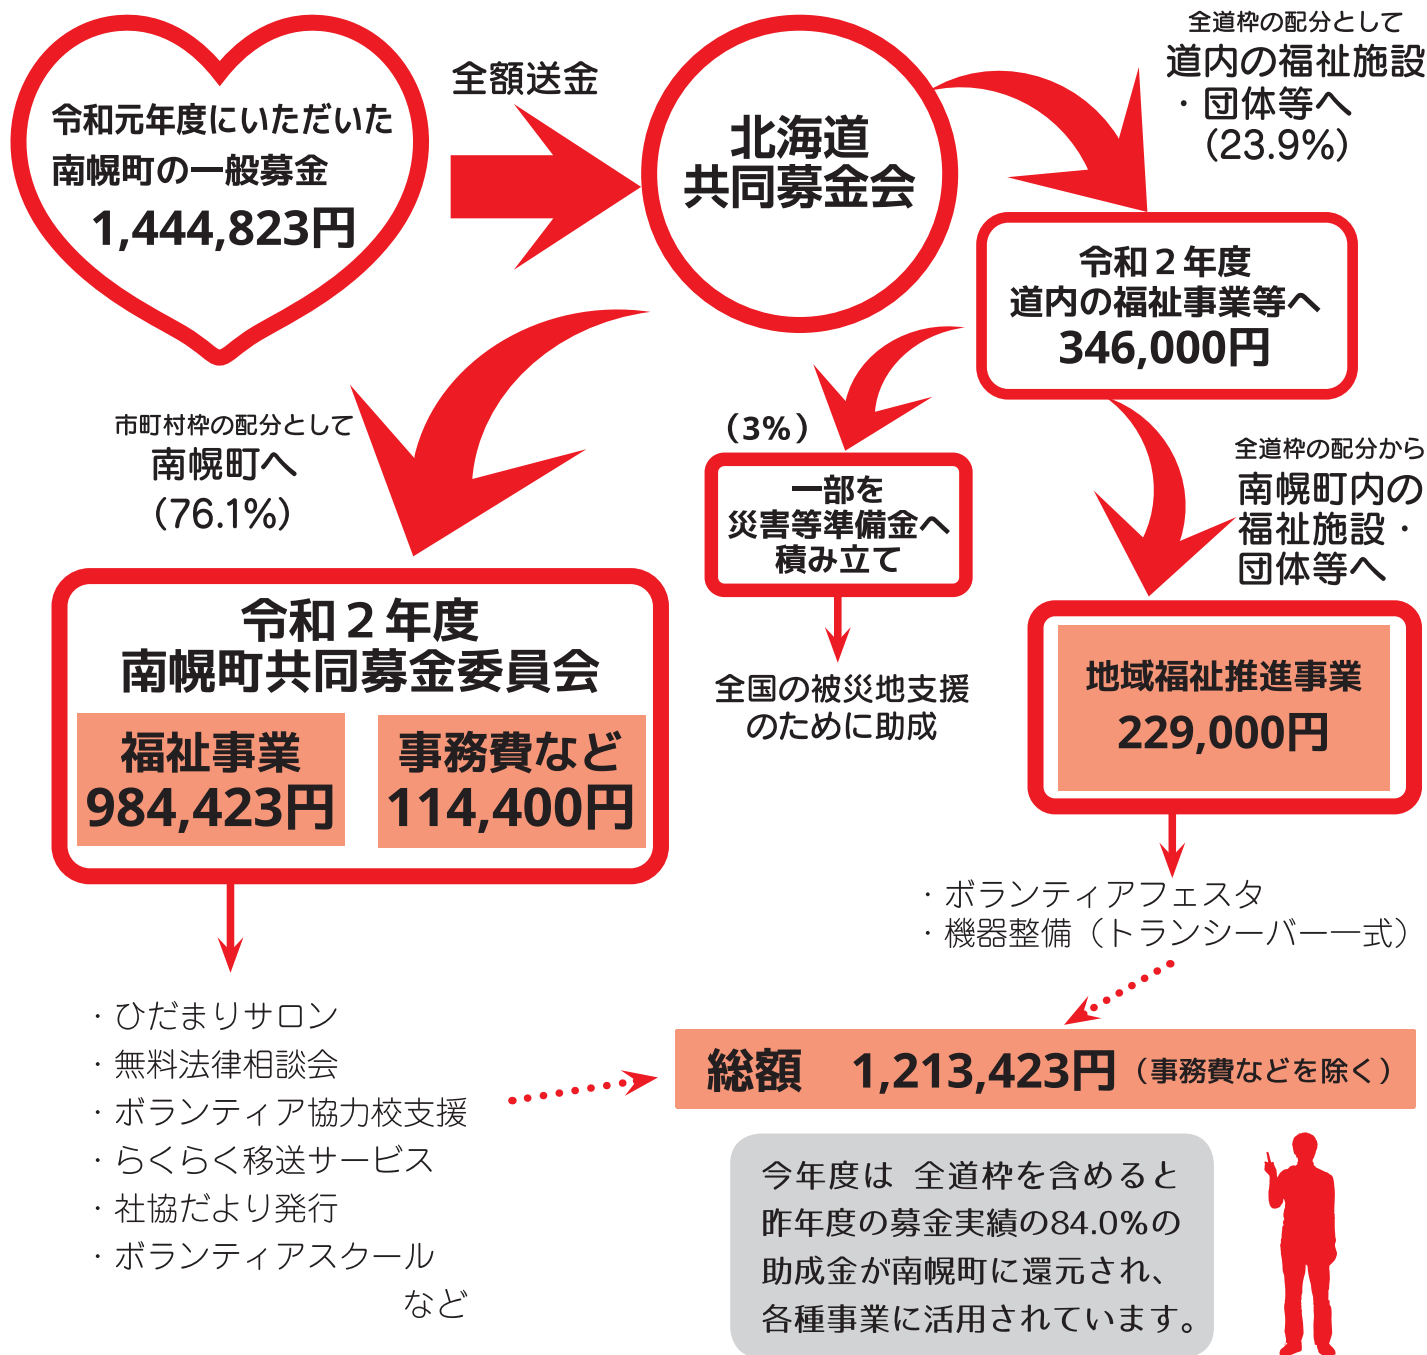 令和元年度にいただいた
南幌町の一般募金
1,444,823円
全額送金
北海道
共同募金会
全道枠の配分として
道内の福祉施設
・団体等へ
(23.9%)
令和２年度
道内の福祉事業等へ
346,000円
市町村枠の配分として
南幌町へ
(76.1%)
（3%）
一部を
災害等準備金へ
積み立て
全国の被災地支援
のために助成
全道枠の配分から
南幌町内の
福祉施設・
団体等へ
地域福祉推進事業
229,000円
・ボランティアフェスタ
・機器整備（トランシーバー一式）
令和２年度
南幌町共同募金委員会
福祉事業
984,423円
事務費など
114,400円
・ひだまりサロン
・無料法律相談会
・ボランティア協力校支援
・らくらく移送サービス
・社協だより発行
・ボランティアスクール
など
総額　1,213,423円（事務費などを除く）
今年度は 全道枠を含めると
昨年度の募金実績の84.0%の
助成金が南幌町に還元され、
各種事業に活用されています。